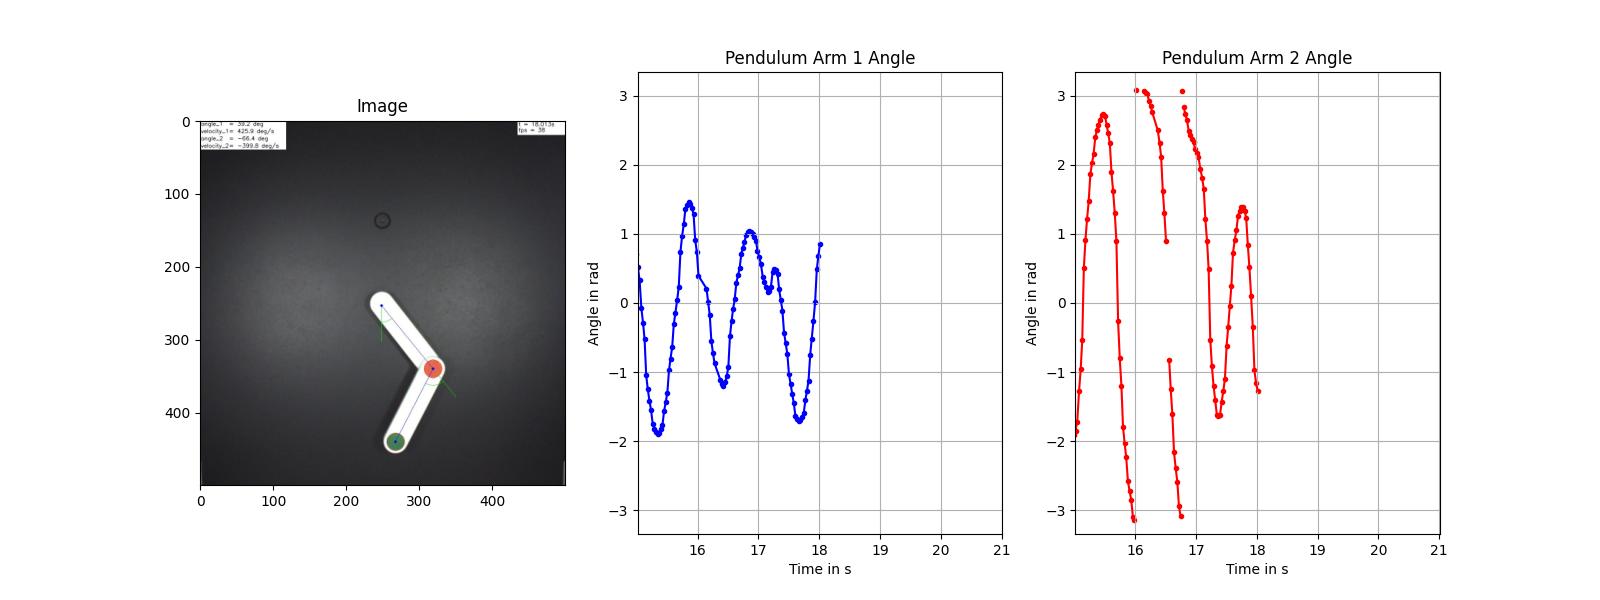 Image
angle_1 = 39.2 deg
velocity_1= 425.9 deg/s
angle_2 = -66.4 deg
velocity_2= -399.8 deg/s
t = 18.013s
fps = 38
0
100
200
300
400
0 100 200 300 400
Pendulum Arm 1 Angle
Angle in rad
3
2
1
0
−1
−2
−3
16 17 18 19 20 21
Time in s
Pendulum Arm 2 Angle
Angle in rad
3
2
1
0
−1
−2
−3
16 17 18 19 20 21
Time in s